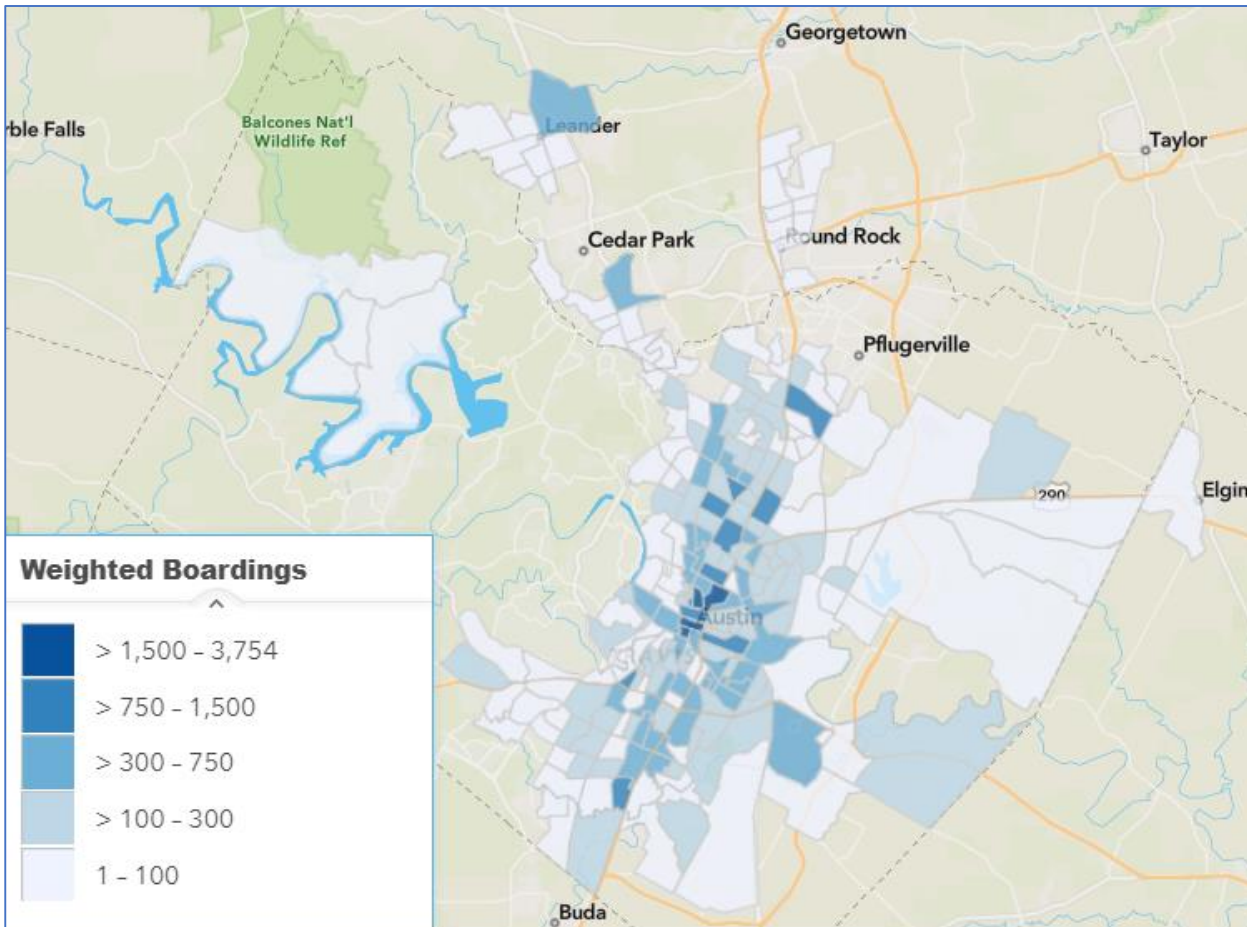 Georgetown
rble Falls
Balcones Nat'l
Wildlife Ref
Leander
Taylor
Cedar Park
Round Rock
Pflugerville
290
Elgin
Austin
Buda
Weighted Boardings
> 1,500 – 3,754
> 750 – 1,500
> 300 – 750
> 100 – 300
1 – 100